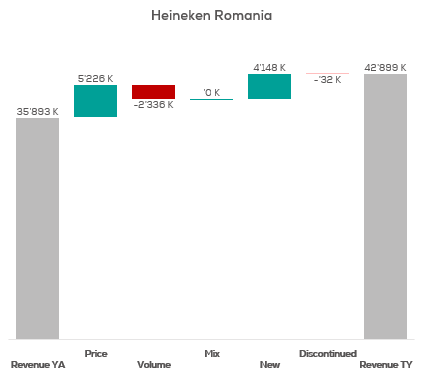 Heineken Romania
35'893 K
5'226 K
-2'336 K
'0 K
4'148 K
-'32 K
42'899 K
Revenue YA
Price
Volume
Mix
New
Discontinued
Revenue TY